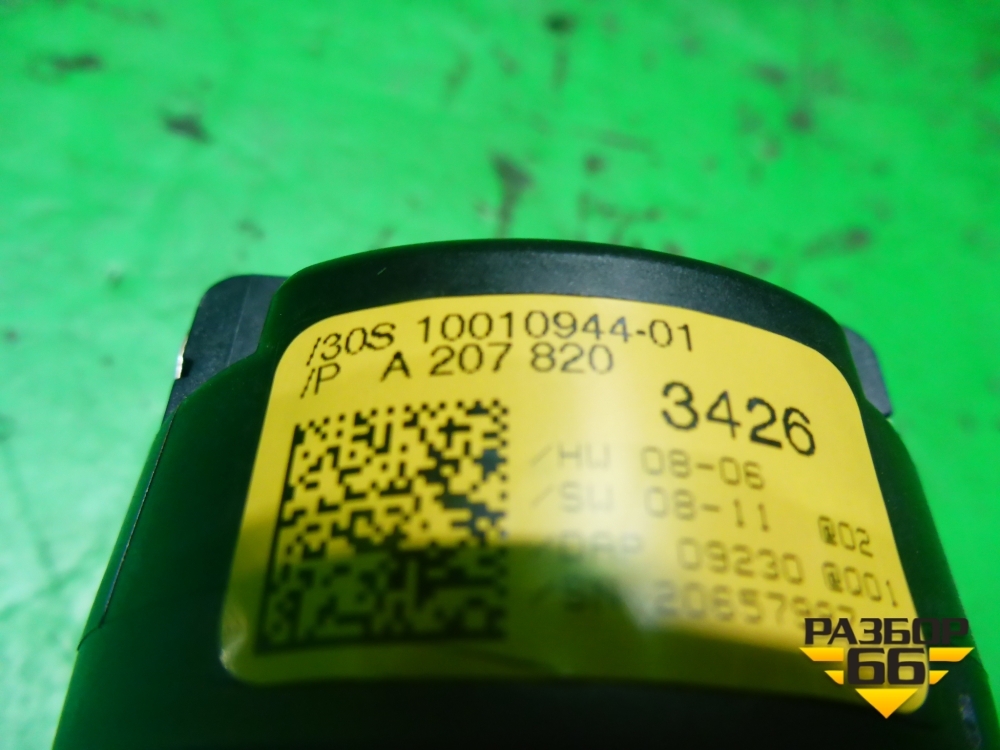 /30S 10010944-01
/P A 207 820
3426
/HW 08-06
/SW 08-11 @02
09230 @001
РАЗБОР
66